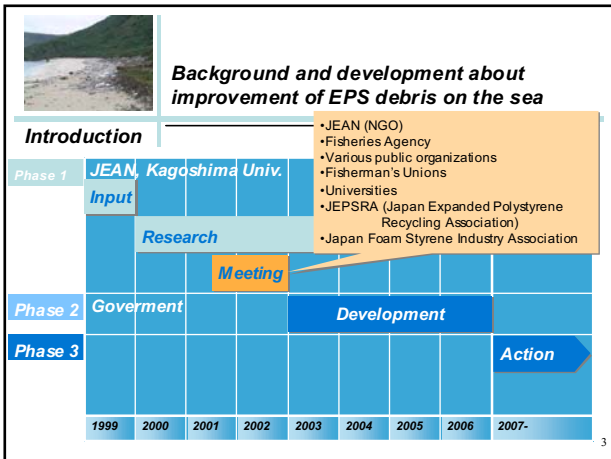 Background and development about
improvement of EPS debris on the sea
Introduction
•JEAN (NGO)
•Fisheries Agency
•Various public organizations
•Fisherman's Unions
•Universities
•JEPSRA (Japan Expanded Polystyrene
Recycling Association)
•Japan Foam Styrene Industry Association
Phase 1
JEAN, Kagoshima Univ.
Input
Research
Meeting
Phase 2
Goverment
Development
Phase 3
Action
1999 2000 2001 2002 2003 2004 2005 2006 2007-
3